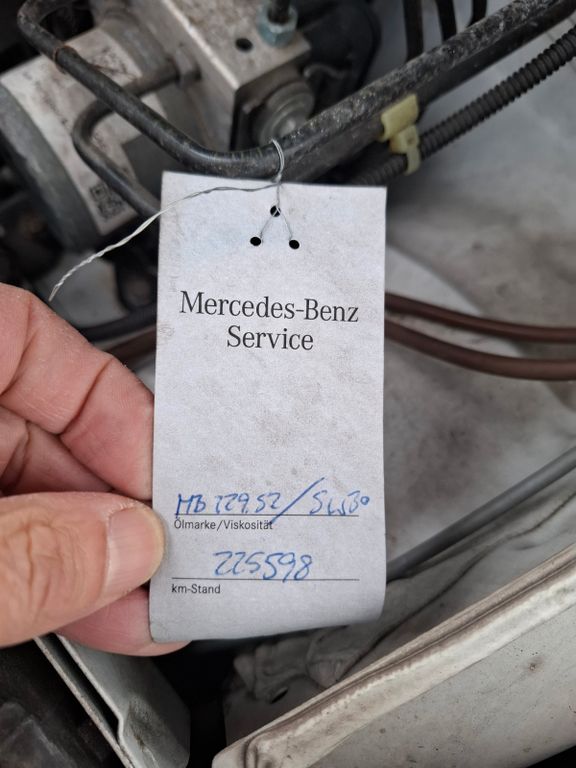 Mercedes-Benz
Service
MB 229.52/5W30
Ölmarke/Viskosität
225598
km-Stand